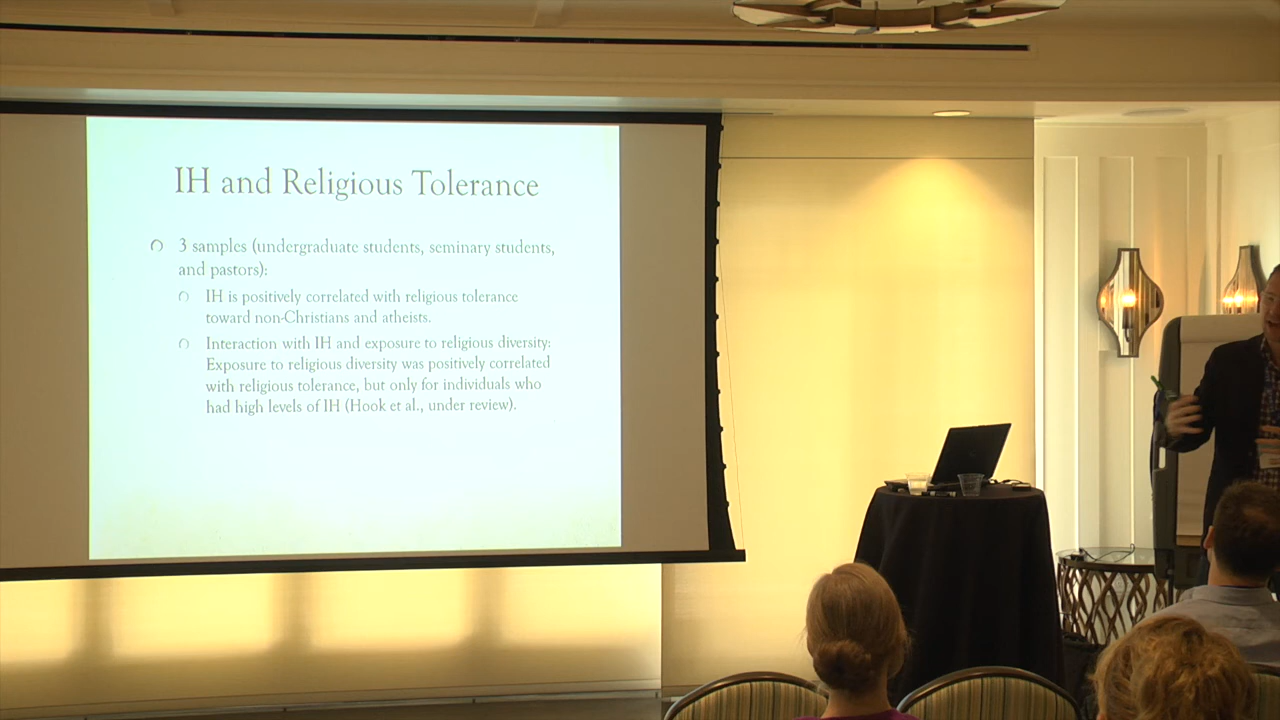 IH and Religious Tolerance
3 samples (undergraduate students, seminary students,
and pastors):
IH is positively correlated with religious tolerance
toward non-Christians and atheists.
Interaction with IH and exposure to religious diversity:
Exposure to religious diversity was positively correlated
with religious tolerance, but only for individuals who
had high levels of IH (Hook et al., under review).